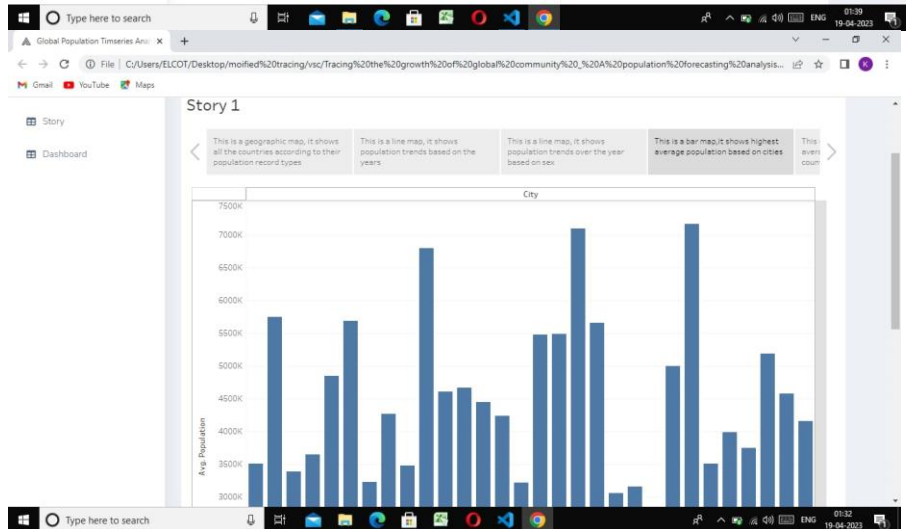 Type here to search
ENG
01:39
19-04-2023
Global Population Timseries Ana
File
C:/Users/ELCOT/Desktop/moified%20tracing/vsc/Tracing%20the%20growth%20of%20global%20community%20_%20A%20population%20forecasting%20analysis...
K
Gmail
YouTube
Maps
Story
Dashboard
Story 1
This is a geographic map, it shows
all the countries according to their
population record types
This is a line map, it shows
population trends based on the
years
This is a line map, it shows
population trends over the year
based on sex
This is a bar map,it shows highest
average population based on cities
This
avera
coun
City
7500K
7000K
6500K
6000K
5500K
5000K
4500K
4000K
3500K
3000K
Avg. Population
Type here to search
ENG
01:32
19-04-2023